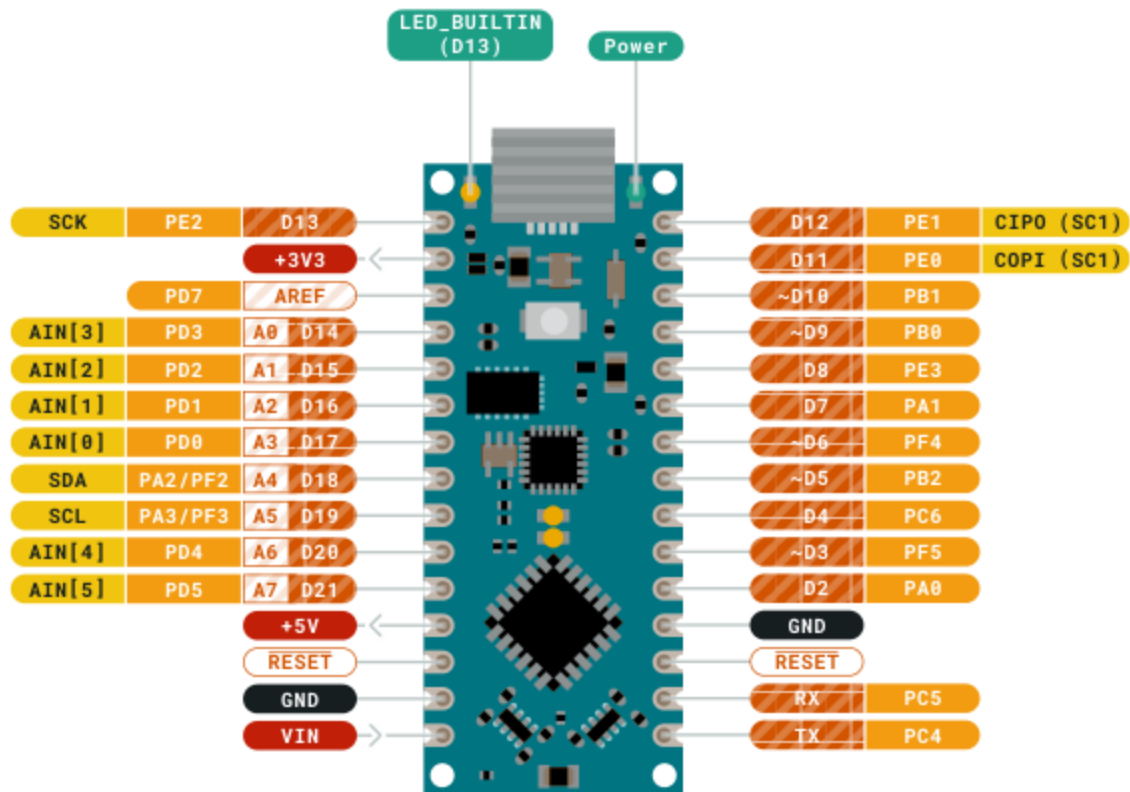 LED_BUILTIN
(D13)
Power
SCK PE2 D13
D12 PE1 CIPO (SC1)
+3V3
D11 PE0 COPI (SC1)
PD7 AREF
~D10 PB1
AIN[3] PD3 A0 D14
~D9 PB0
AIN[2] PD2 A1 D15
D8 PE3
AIN[1] PD1 A2 D16
D7 PA1
AIN[0] PD0 A3 D17
~D6 PF4
SDA PA2/PF2 A4 D18
~D5 PB2
SCL PA3/PF3 A5 D19
D4 PC6
AIN[4] PD4 A6 D20
~D3 PF5
AIN[5] PD5 A7 D21
D2 PA0
+5V
GND
RESET
RESET
GND
RX PC5
VIN
TX PC4